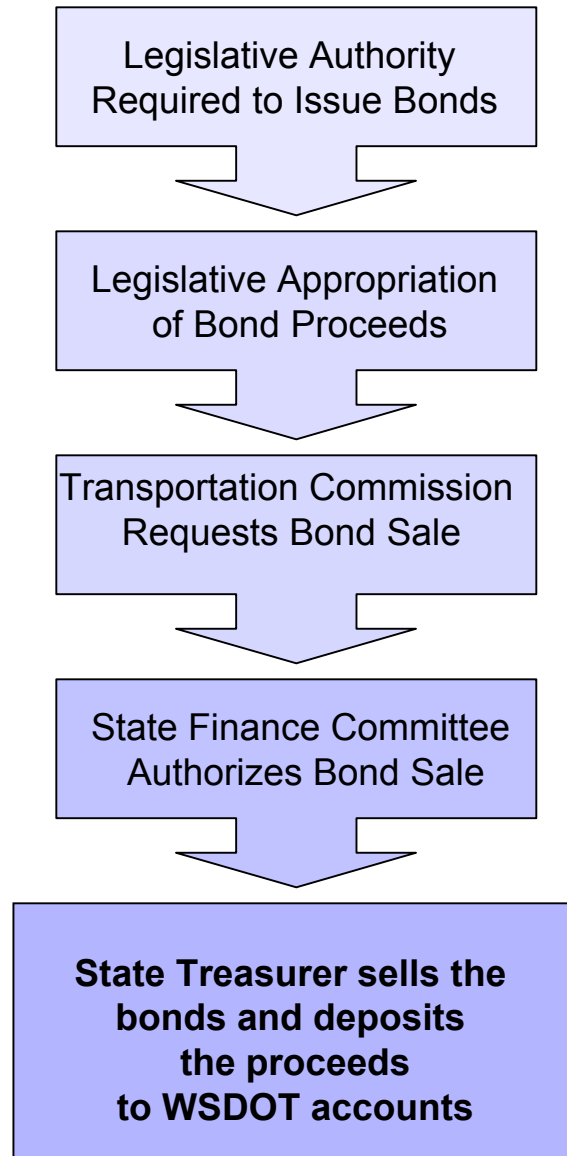 Legislative Authority
Required to Issue Bonds
Legislative Appropriation
of Bond Proceeds
Transportation Commission
Requests Bond Sale
State Finance Committee
Authorizes Bond Sale
State Treasurer sells the
bonds and deposits
the proceeds
to WSDOT accounts